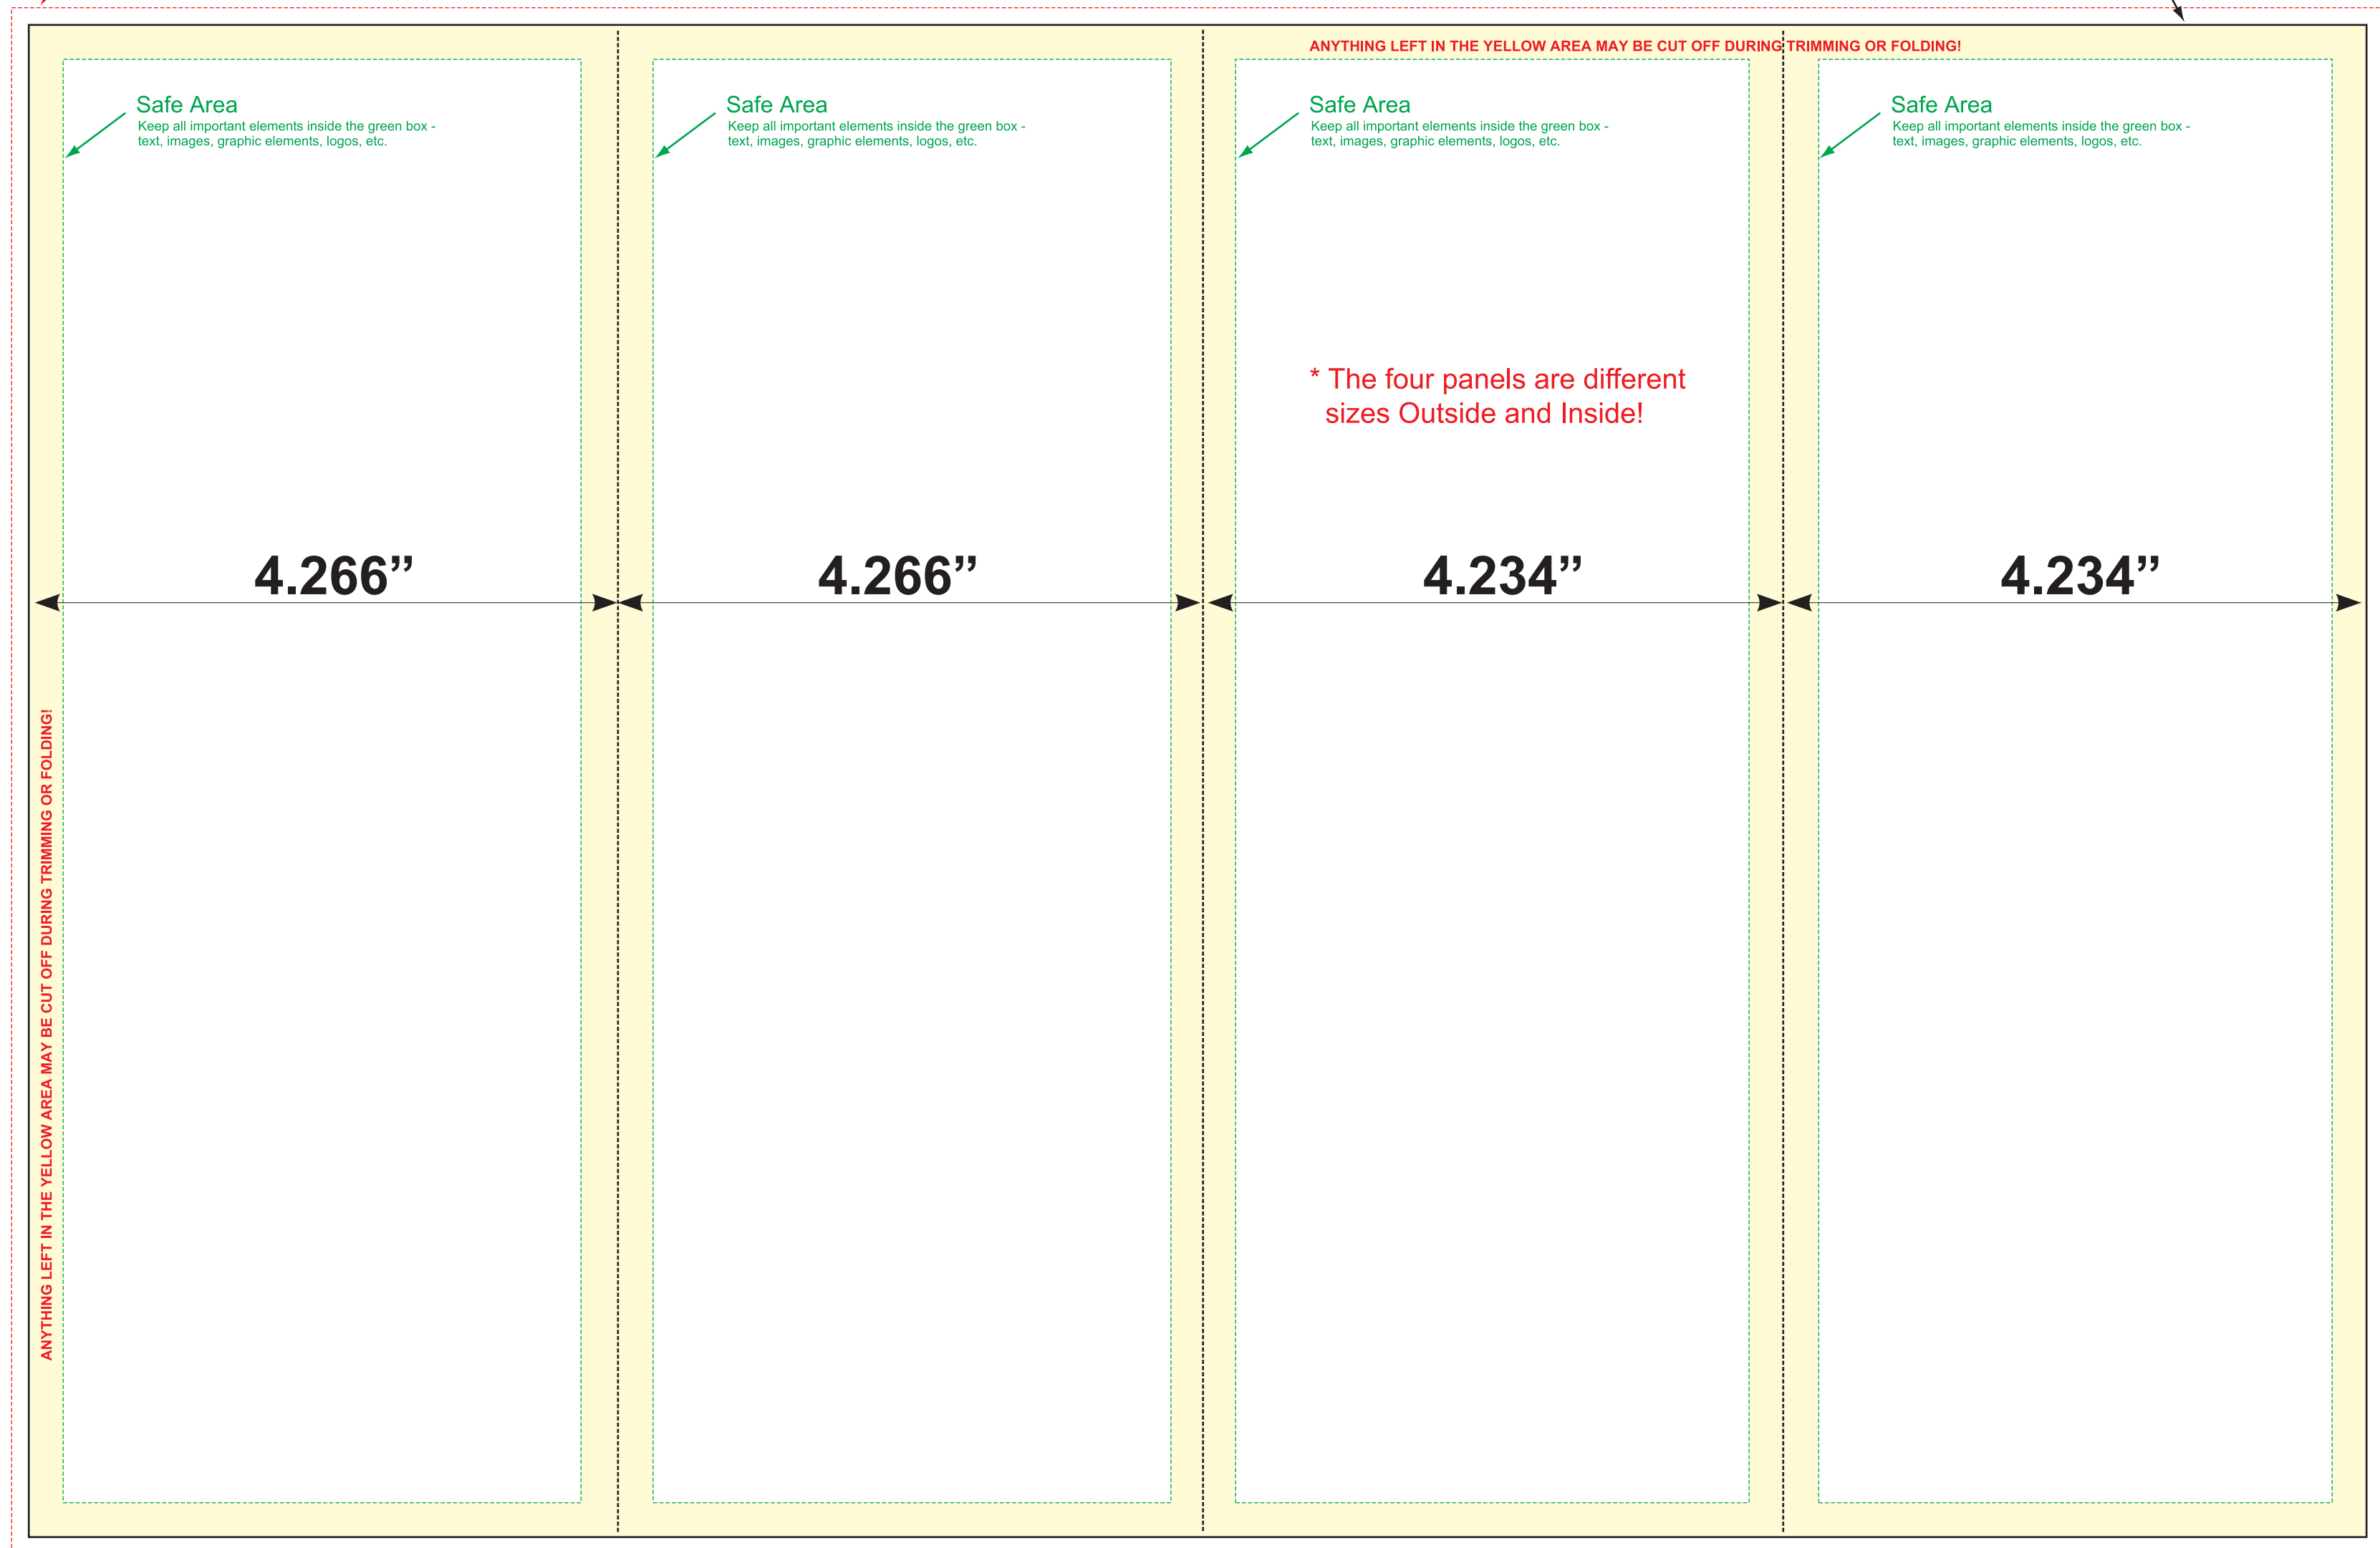 ANYTHING LEFT IN THE YELLOW AREA MAY BE CUT OFF DURING TRIMMING OR FOLDING!
Safe Area
Keep all important elements inside the green box -
text, images, graphic elements, logos, etc.
Safe Area
Keep all important elements inside the green box -
text, images, graphic elements, logos, etc.
Safe Area
Keep all important elements inside the green box -
text, images, graphic elements, logos, etc.
Safe Area
Keep all important elements inside the green box -
text, images, graphic elements, logos, etc.
* The four panels are different
sizes Outside and Inside!
4.266”
4.266”
4.234”
4.234”
ANYTHING LEFT IN THE YELLOW AREA MAY BE CUT OFF DURING TRIMMING OR FOLDING!